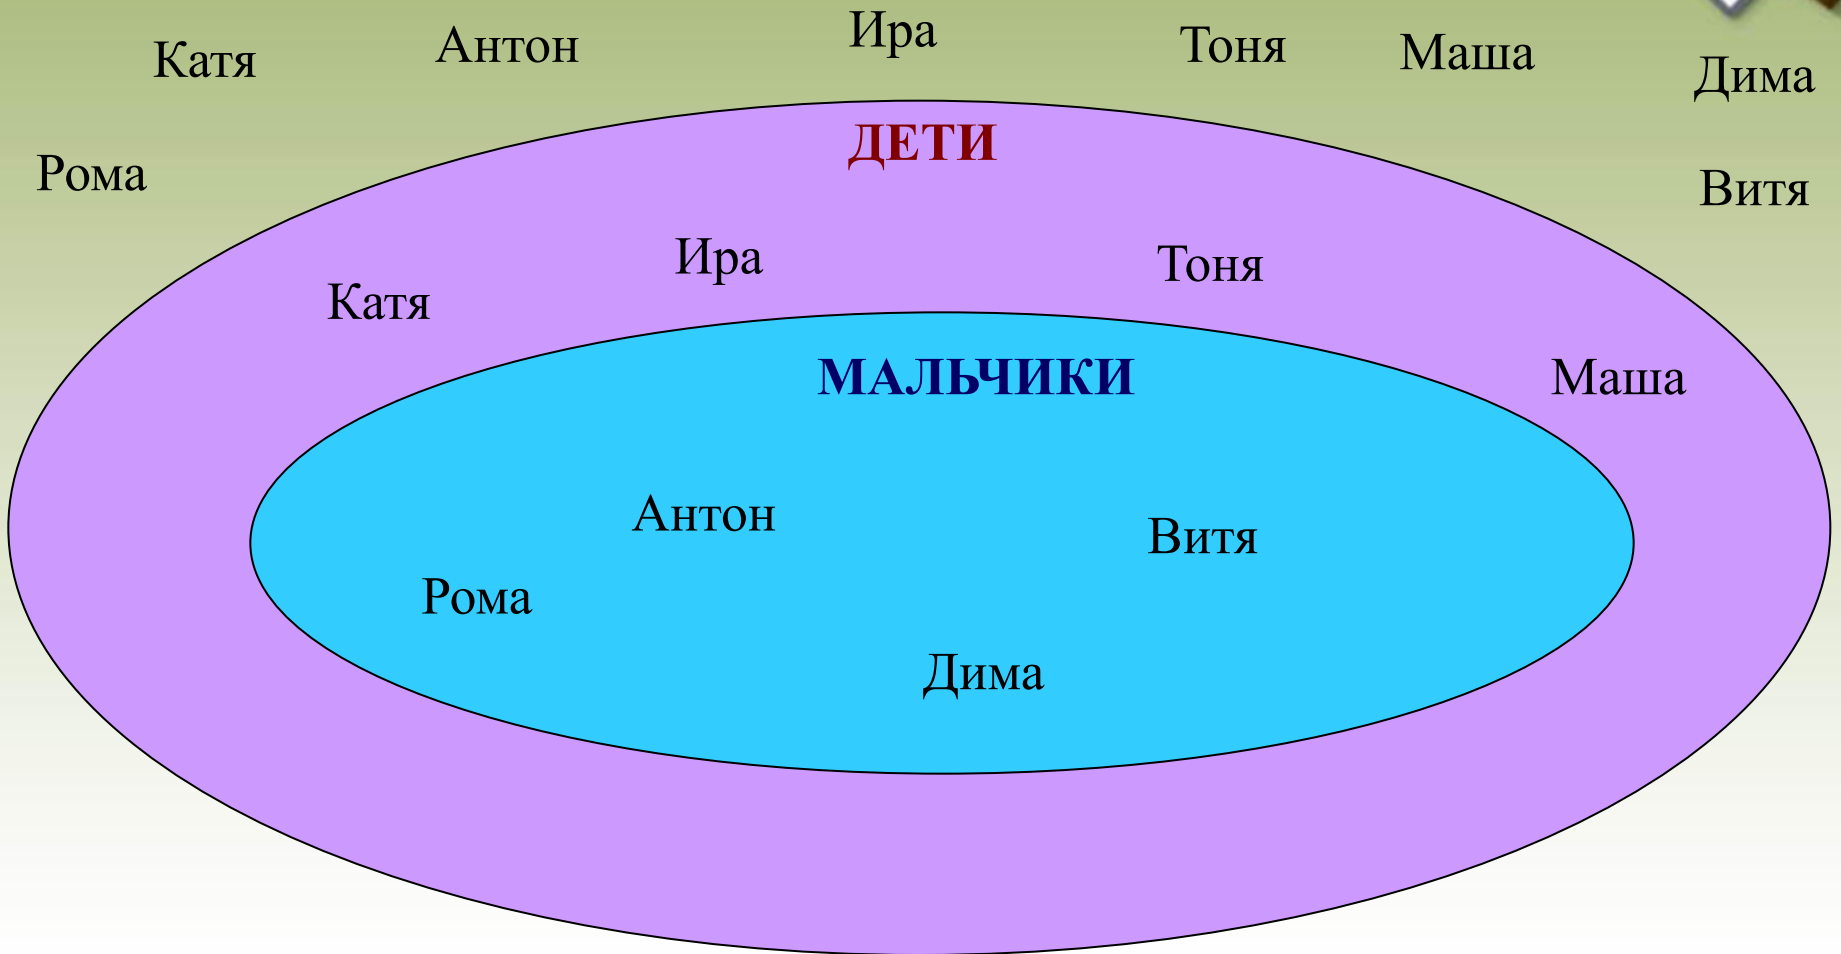 Катя Антон Ира Тоня Маша Дима
Рома Витя
ДЕТИ
Катя Ира Тоня Маша
МАЛЬЧИКИ
Антон Витя
Рома
Дима